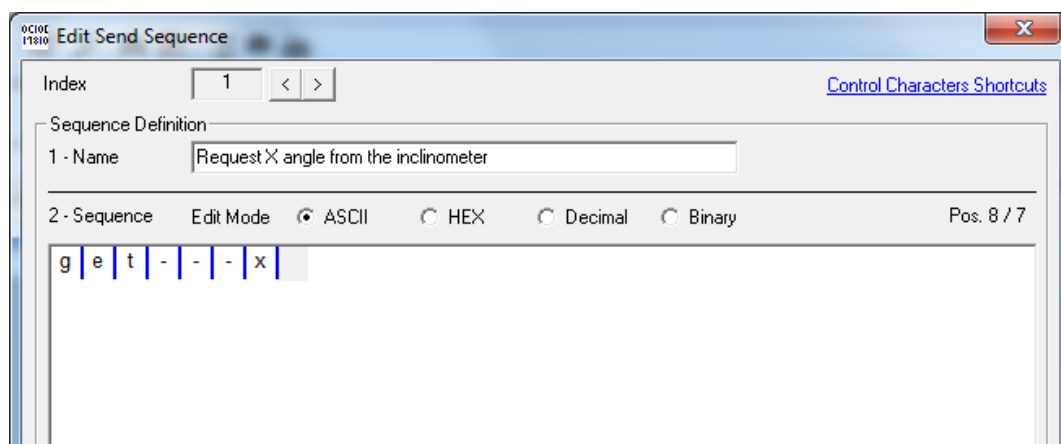 Edit Send Sequence
Index 1 < > Control Characters Shortcuts
Sequence Definition
1 - Name Request X angle from the inclinometer
2 - Sequence Edit Mode ASCII HEX Decimal Binary Pos. 8 / 7
g e t - - - x